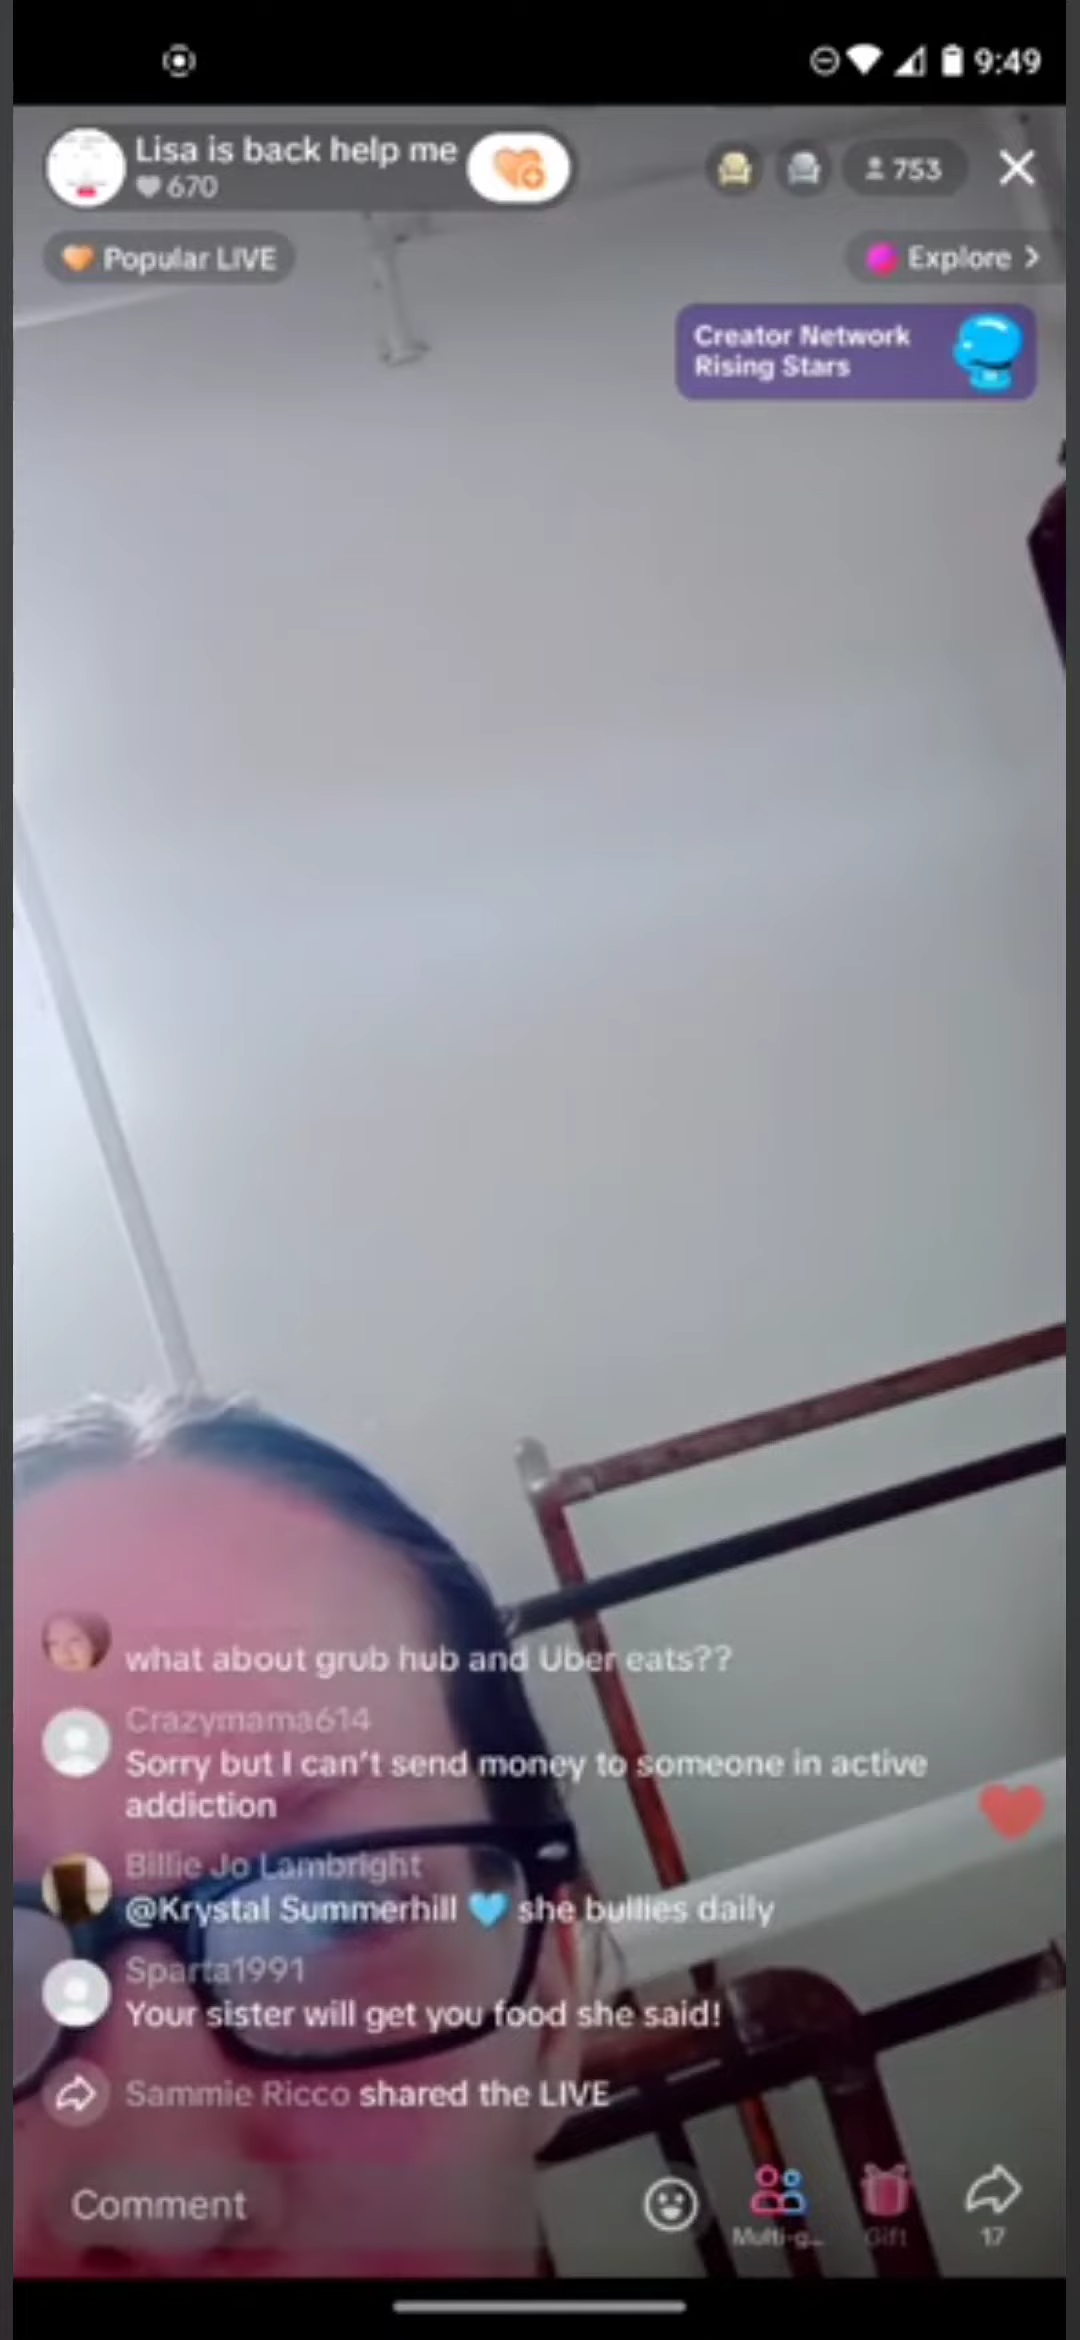 9:49
Lisa is back help me
670
753
Popular LIVE
Explore >
Creator Network
Rising Stars
what about grub hub and Uber eats??
Crazymama614
Sorry but I can't send money to someone in active
addiction
Billie Jo Lambright
@Krystal Summerhill 🩵 she bullies daily
Sparta1991
Your sister will get you food she said!
Sammie Ricco shared the LIVE
Comment
Multi-g...
Gift
17